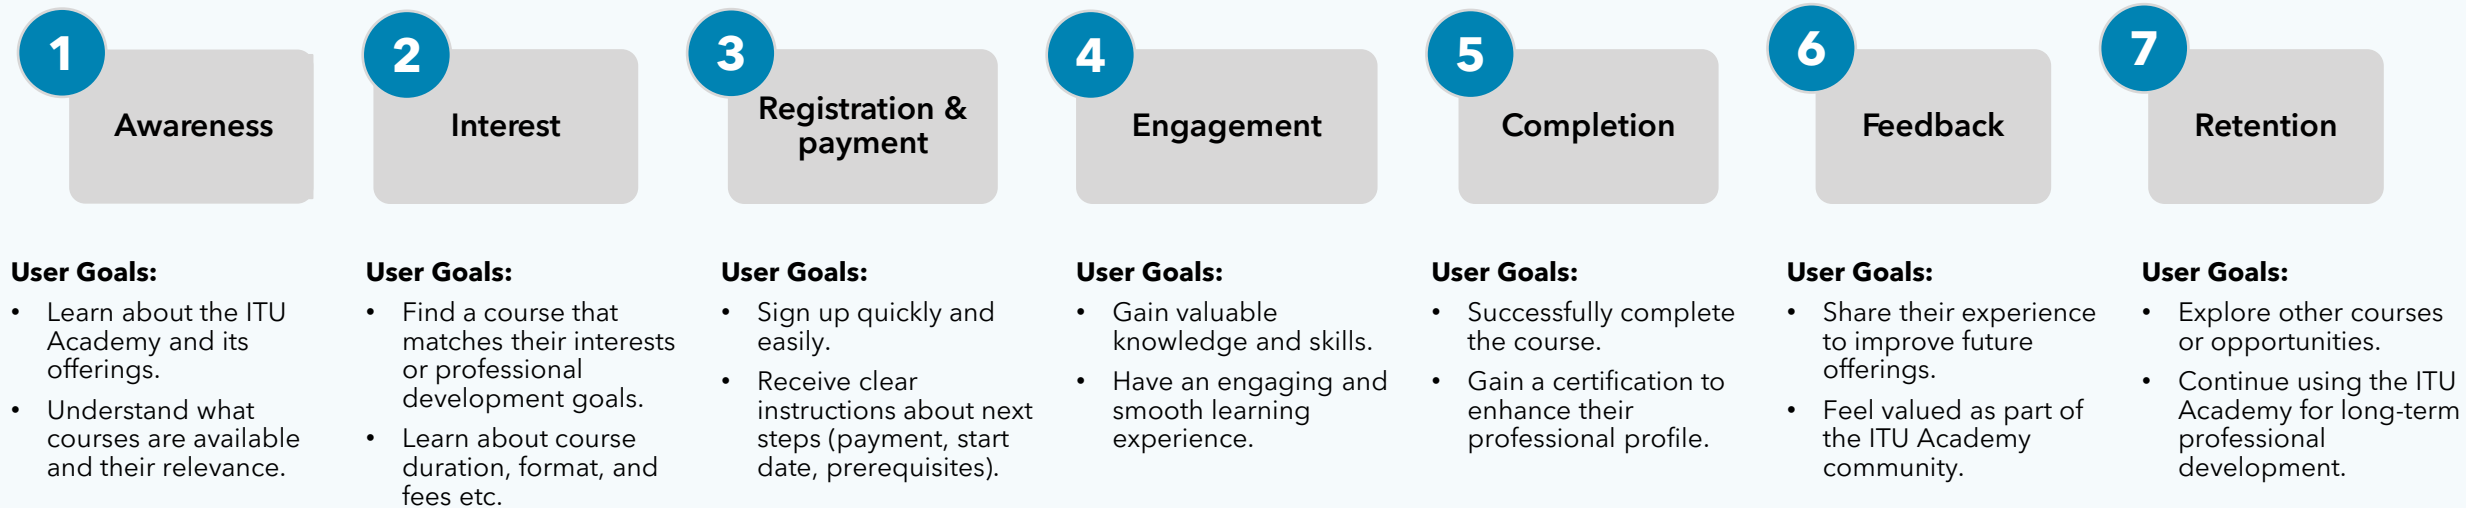 1
Awareness
2
Interest
3
Registration &
payment
4
Engagement
5
Completion
6
Feedback
7
Retention
User Goals:
• Learn about the ITU
Academy and its
offerings.
• Understand what
courses are available
and their relevance.
User Goals:
• Find a course that
matches their interests
or professional
development goals.
• Learn about course
duration, format, and
fees etc.
User Goals:
• Sign up quickly and
easily.
• Receive clear
instructions about next
steps (payment, start
date, prerequisites).
User Goals:
• Gain valuable
knowledge and skills.
• Have an engaging and
smooth learning
experience.
User Goals:
• Successfully complete
the course.
• Gain a certification to
enhance their
professional profile.
User Goals:
• Share their experience
to improve future
offerings.
• Feel valued as part of
the ITU Academy
community.
User Goals:
• Explore other courses
or opportunities.
• Continue using the ITU
Academy for long-term
professional
development.